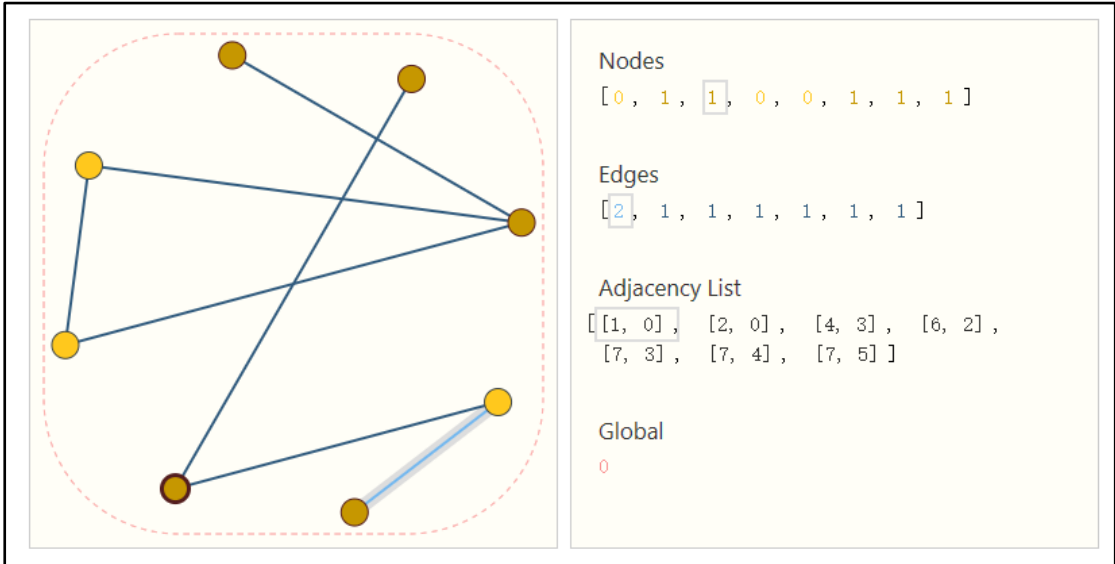 Nodes
[0, 1, 1, 0, 0, 1, 1, 1]
Edges
[2, 1, 1, 1, 1, 1, 1]
Adjacency List
[[1, 0], [2, 0], [4, 3], [6, 2],
[7, 3], [7, 4], [7, 5]]
Global
0